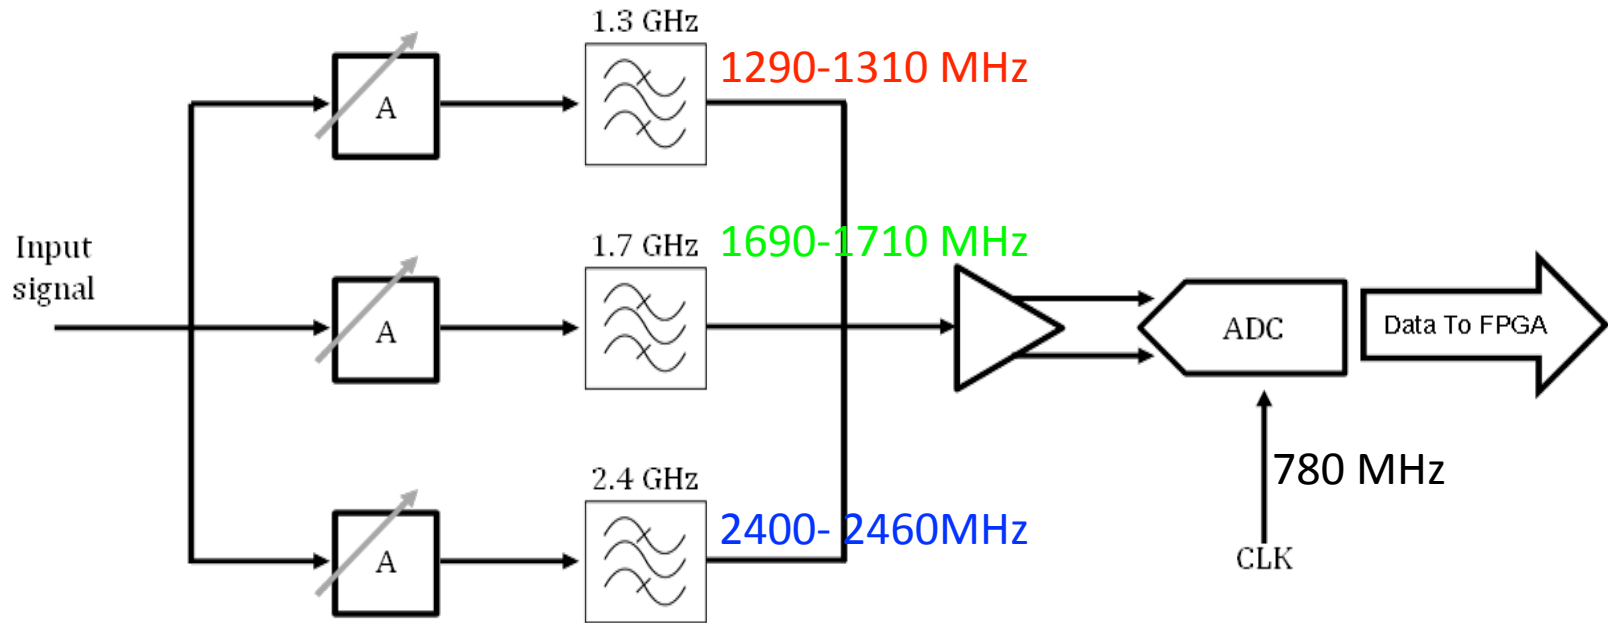 1.3 GHz
1290-1310 MHz
A
1.7 GHz
1690-1710 MHz
Input
signal
A
ADC
Data To FPGA
2.4 GHz
780 MHz
2400- 2460MHz
A
CLK